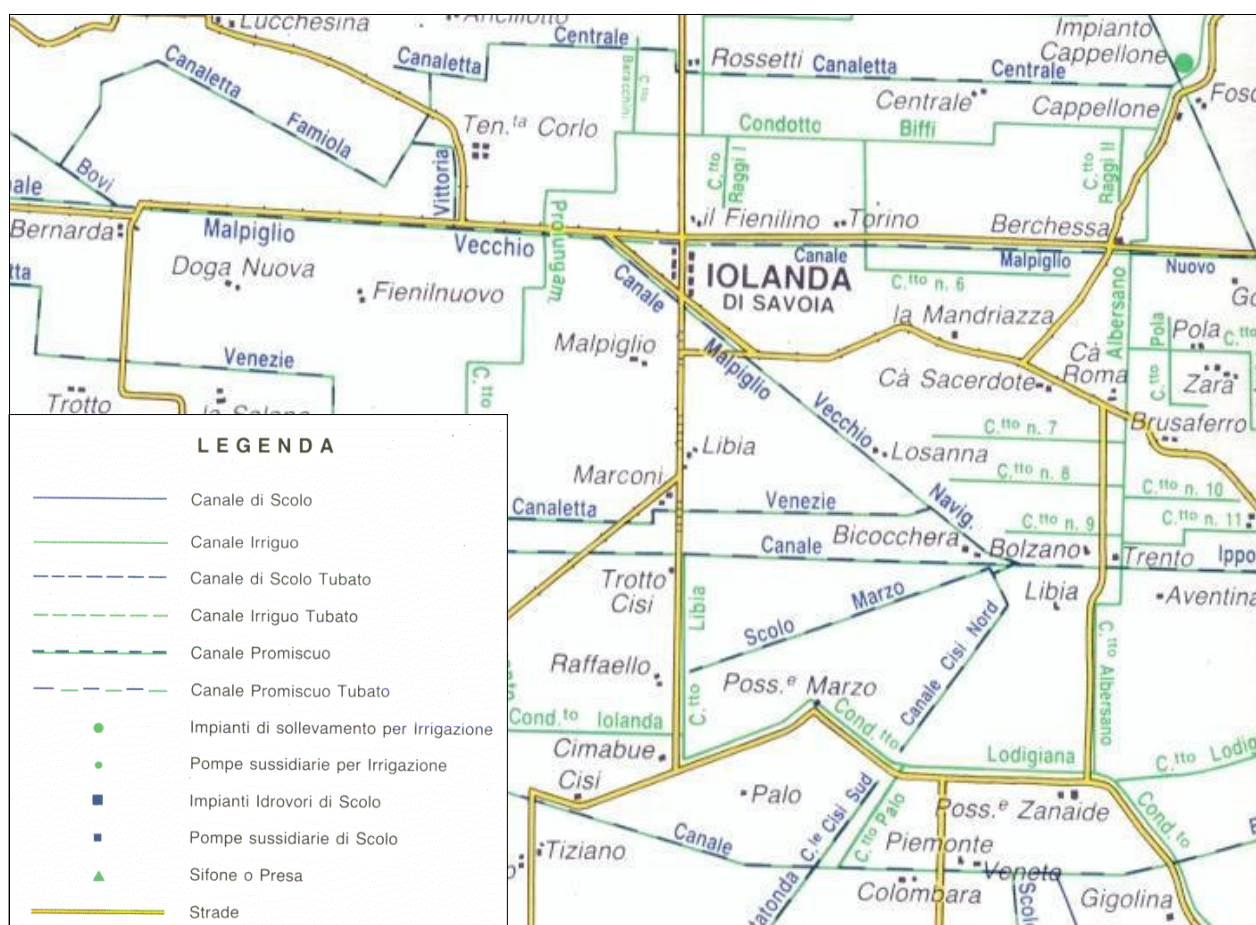 Lucchesina
Ancillotto
Impianto
Cappellone
Canaletta
Canaletta
Centrale
C.tto
Baracchini
Rossetti
Canaletta
Centrale
Centrale
Cappellone
Famiola
Ten.ta Corlo
Condotto
Biffi
Bovi
Vittoria
C.tto
Raggi I
C.tto
Raggi II
Bernarda
Malpiglio
Vecchio
Prolungam.
il Fienilino
Torino
Berchessa
Doga Nuova
Fienilnuovo
Canale
IOLANDA
DI SAVOIA
Canale
Malpiglio
Nuovo
C.tto n. 6
Albersano
la Mandriazza
Malpiglio
Malpiglio
Pola
Pola
C.tto
C.tto
Zara
Venezie
C.tto
Vecchio
Cà Sacerdote
Cà
Roma
Trotto
Brusaferro
C.tto n. 7
Libia
Losanna
Marconi
C.tto n. 8
C.tto n. 10
Canaletta
Venezie
Navig.
C.tto n. 9
C.tto n. 11
Canale
Bicocchera
Bolzano
Trento
Trotto
Cisi
Libia
Marzo
Scolo
Libia
Aventina
Raffaello
C.tto
Poss.e Marzo
Canale Cisi Nord
C.tto Albersano
Cond.to Iolanda
Cond.tto
Cimabue
Lodigiana
Cisi
Palo
C.le Cisi Sud
C.tto Palo
Poss.e Zanaide
Cond.to
Tiziano
Canale
Piemonte
Veneto
Colombara
Gigolina
LEGENDA
Canale di Scolo
Canale Irriguo
Canale di Scolo Tubato
Canale Irriguo Tubato
Canale Promiscuo
Canale Promiscuo Tubato
Impianti di sollevamento per Irrigazione
Pompe sussidiarie per Irrigazione
Impianti Idrovori di Scolo
Pompe sussidiarie di Scolo
Sifone o Presa
Strade